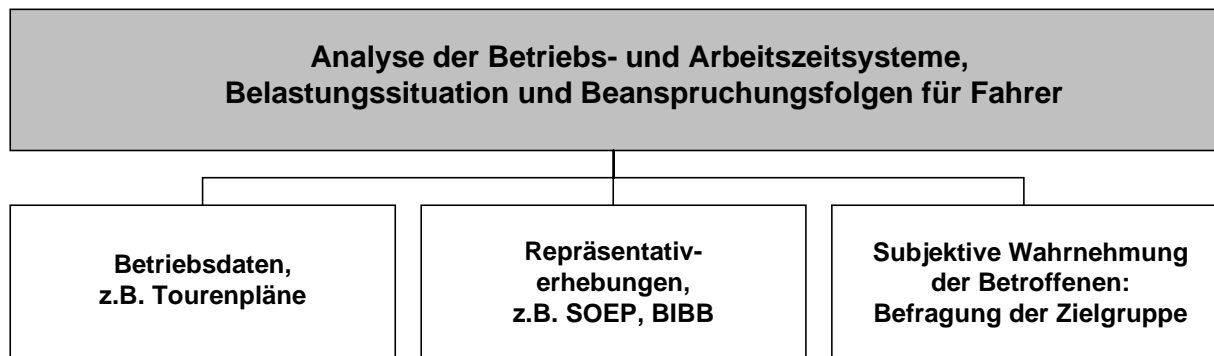 Analyse der Betriebs- und Arbeitszeitsysteme,
Belastungssituation und Beanspruchungsfolgen für Fahrer
Betriebsdaten,
z.B. Tourenpläne
Repräsentativ-
erhebungen,
z.B. SOEP, BIBB
Subjektive Wahrnehmung
der Betroffenen:
Befragung der Zielgruppe